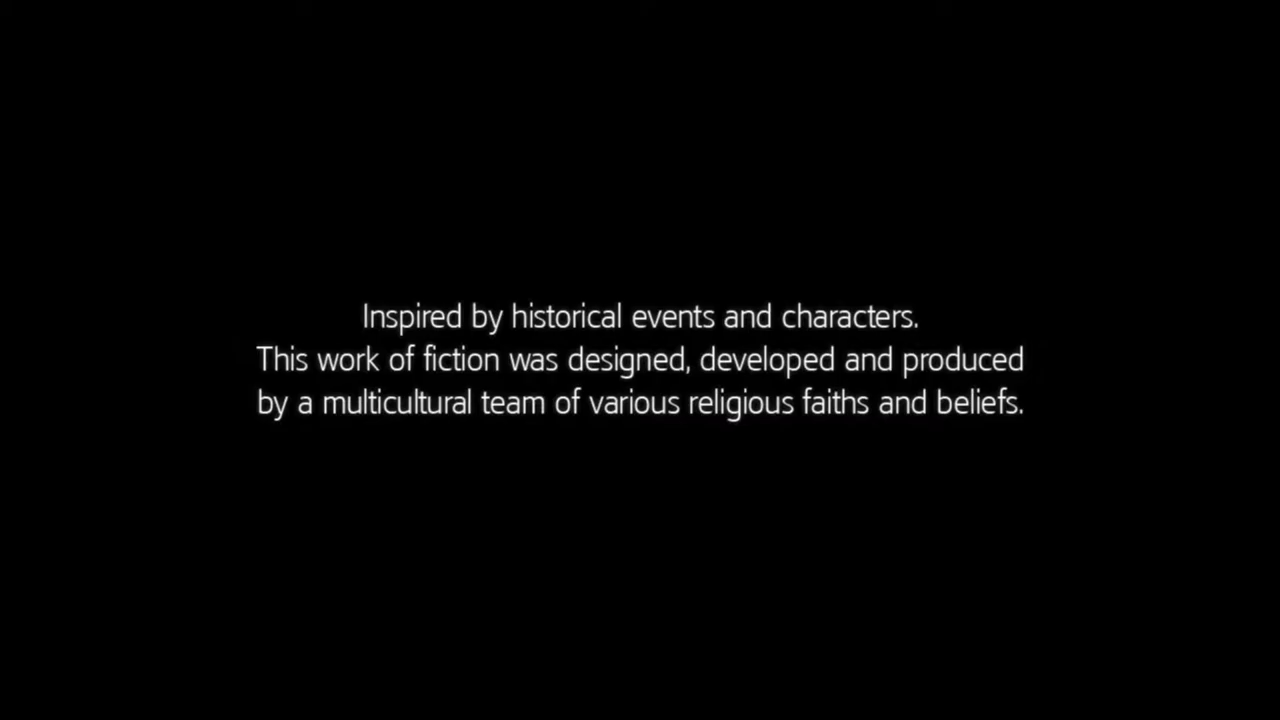 Inspired by historical events and characters.
This work of fiction was designed, developed and produced
by a multicultural team of various religious faiths and beliefs.